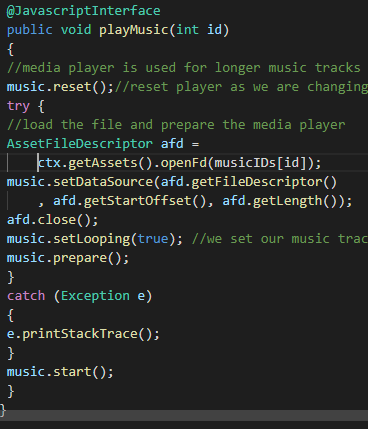 @JavascriptInterface
public void playMusic(int id)
{
//media player is used for longer music tracks
music.reset();//reset player as we are changing
try {
//load the file and prepare the media player
AssetFileDescriptor afd =
ctx.getAssets().openFd(musicIDs[id]);
music.setDataSource(afd.getFileDescriptor()
, afd.getStartOffset(), afd.getLength());
afd.close();
music.setLooping(true); //we set our music trac
music.prepare();
}
catch (Exception e)
{
e.printStackTrace();
}
music.start();
}
}